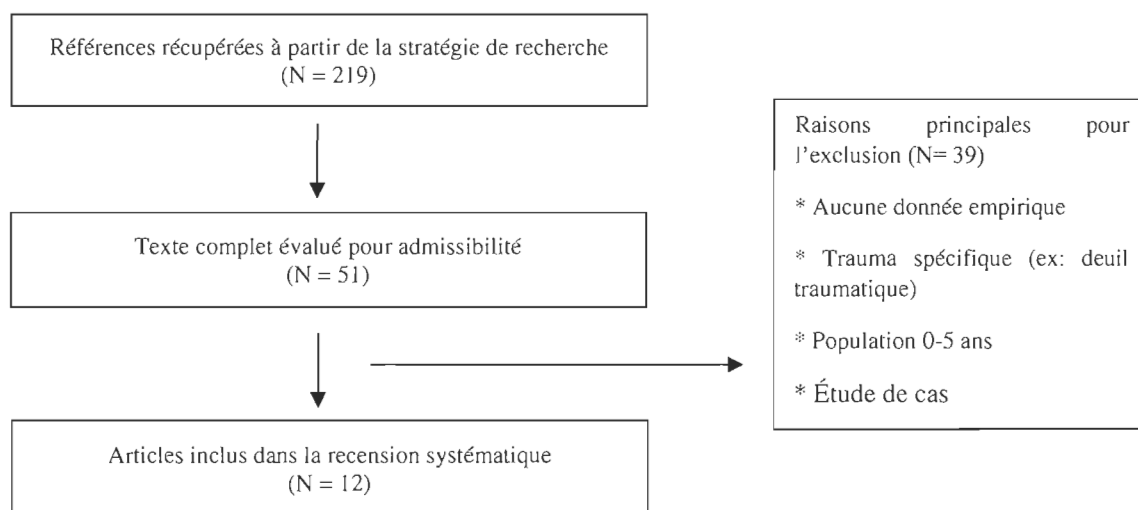 Références récupérées à partir de la stratégie de recherche
(N = 219)
Texte complet évalué pour admissibilité
(N = 51)
Raisons principales pour
l'exclusion (N= 39)
* Aucune donnée empirique
* Trauma spécifique (ex: deuil
traumatique)
* Population 0-5 ans
* Étude de cas
Articles inclus dans la recension systématique
(N = 12)